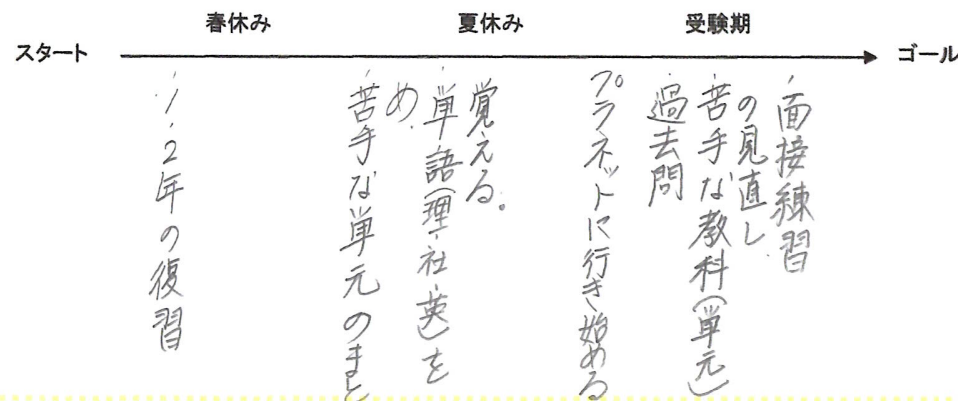 春休み
夏休み
受験期
スタート
ゴール
・1、2年の復習
・苦手な単元のまと
め
・単語(理・社・英)を
覚える。
プラネットに行き始める
・過去問
・苦手な教科(単元)
の見直し
・面接練習